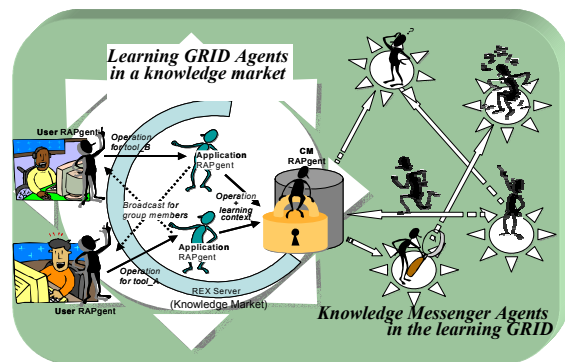 Learning GRID Agents
in a knowledge market
User RAPgent
Operation
for tool_B
Application
RAPgent
CM
RAPgent
Broadcast for
group members
Operation
+
learning
context
Application
RAPgent
Operation
for tool_A
REX Server
(Knowledge Market)
User RAPgent
Knowledge Messenger Agents
in the learning GRID
?